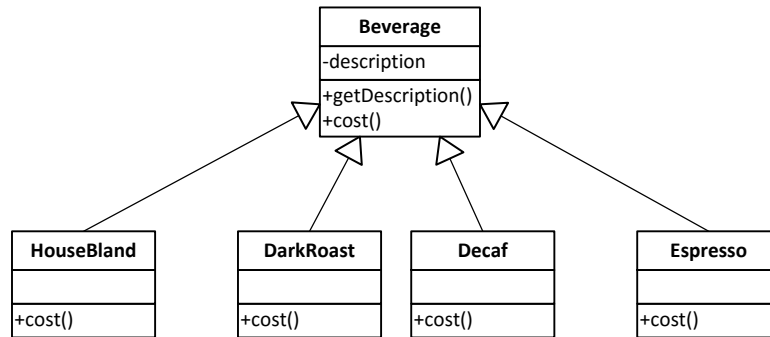 Beverage
-description
+getDescription()
+cost()
HouseBland
DarkRoast
Decaf
Espresso
+cost()
+cost()
+cost()
+cost()